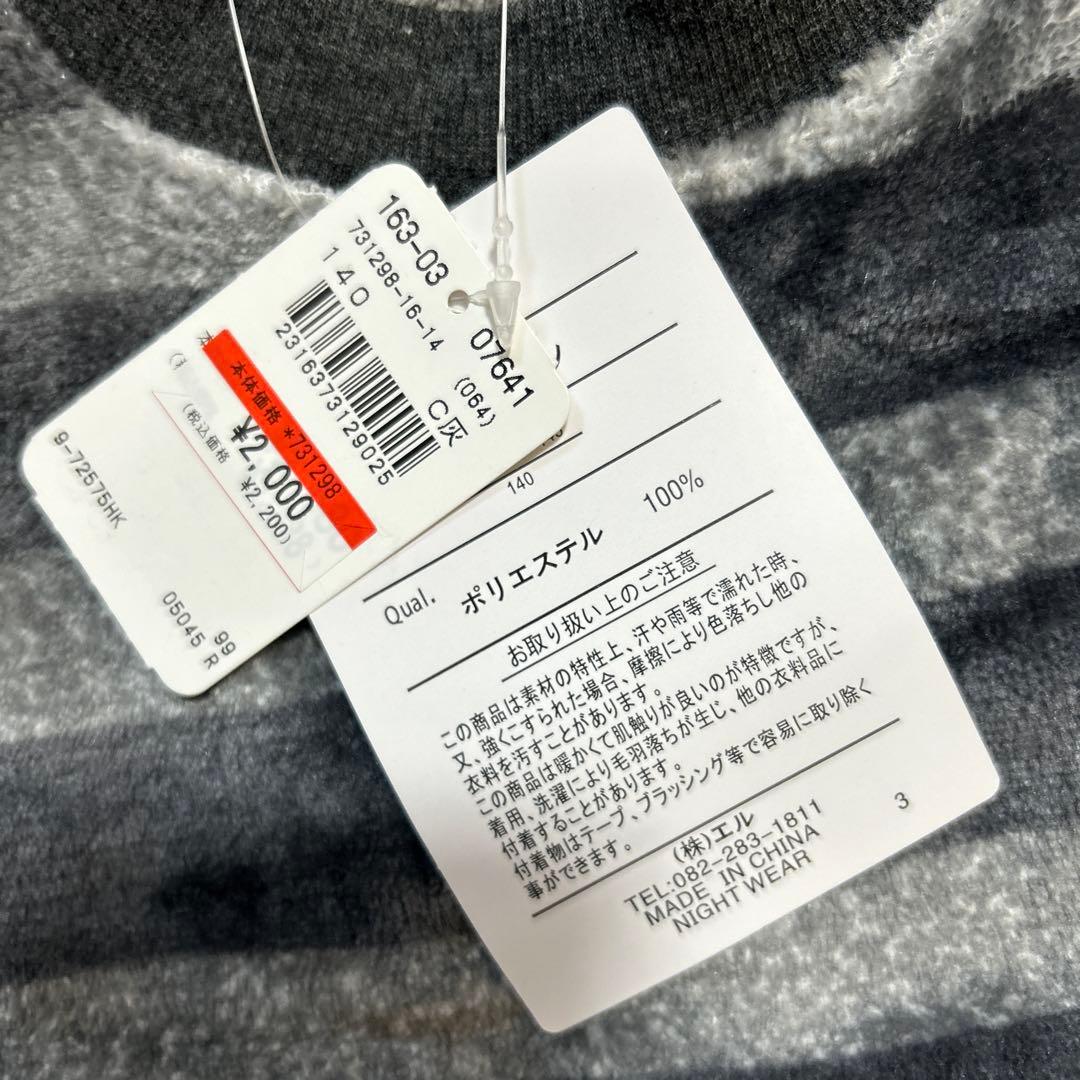 163-03 07641
731298-16-14 (064)
140 C灰
2316373129025
本体価格 *731298
¥2,000
(税込価格 ¥2,200)
9-72575HK
05045 99
R
140
Qual. ポリエステル 100%
お取り扱い上のご注意
この商品は素材の特性上、汗や雨等で濡れた時、
又、強くこすられた場合、摩擦により色落ちし他の
衣料を汚すことがあります。
この商品は暖かくて肌触りが良いのが特徴ですが、
着用、洗濯により毛羽落ちが生じ、他の衣料品に
付着することがあります。
付着物はテープ、ブラッシング等で容易に取り除く
事ができます。
(株)エル
TEL:082-283-1811
MADE IN CHINA
NIGHT WEAR
3